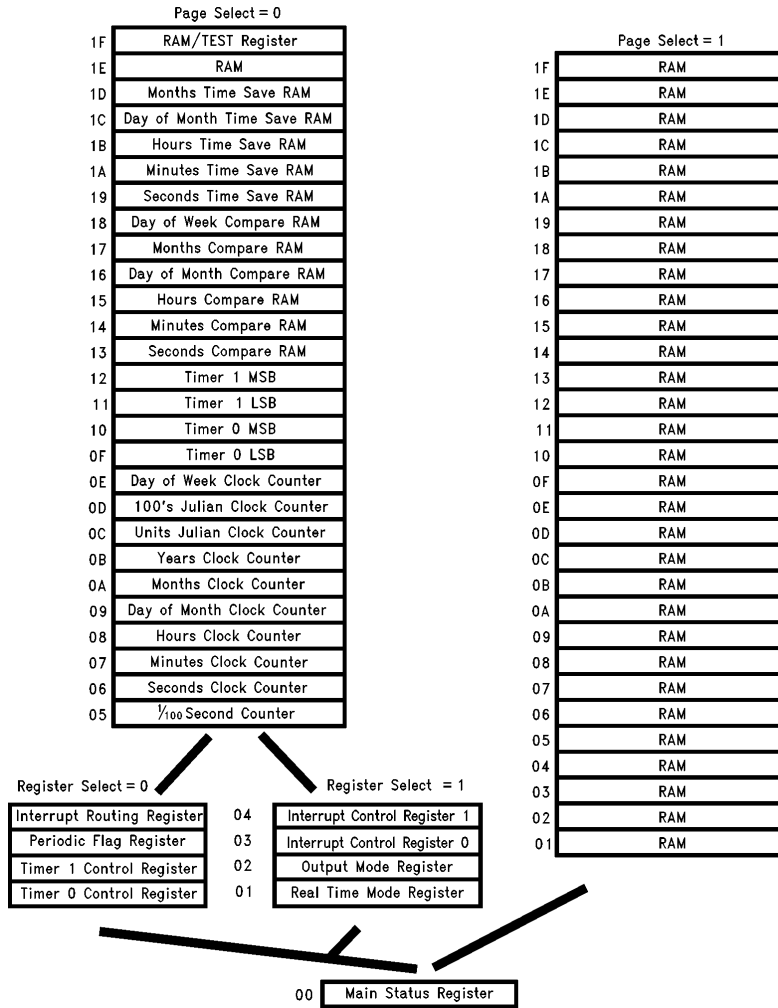 Page Select = 0
1F RAM/TEST Register
1E RAM
1D Months Time Save RAM
1C Day of Month Time Save RAM
1B Hours Time Save RAM
1A Minutes Time Save RAM
19 Seconds Time Save RAM
18 Day of Week Compare RAM
17 Months Compare RAM
16 Day of Month Compare RAM
15 Hours Compare RAM
14 Minutes Compare RAM
13 Seconds Compare RAM
12 Timer 1 MSB
11 Timer 1 LSB
10 Timer 0 MSB
0F Timer 0 LSB
0E Day of Week Clock Counter
0D 100's Julian Clock Counter
0C Units Julian Clock Counter
0B Years Clock Counter
0A Months Clock Counter
09 Day of Month Clock Counter
08 Hours Clock Counter
07 Minutes Clock Counter
06 Seconds Clock Counter
05 1/100 Second Counter
Page Select = 1
1F RAM
1E RAM
1D RAM
1C RAM
1B RAM
1A RAM
19 RAM
18 RAM
17 RAM
16 RAM
15 RAM
14 RAM
13 RAM
12 RAM
11 RAM
10 RAM
0F RAM
0E RAM
0D RAM
0C RAM
0B RAM
0A RAM
09 RAM
08 RAM
07 RAM
06 RAM
05 RAM
04 RAM
03 RAM
02 RAM
01 RAM
Register Select = 0 Register Select = 1
Interrupt Routing Register 04 Interrupt Control Register 1
Periodic Flag Register 03 Interrupt Control Register 0
Timer 1 Control Register 02 Output Mode Register
Timer 0 Control Register 01 Real Time Mode Register
00 Main Status Register